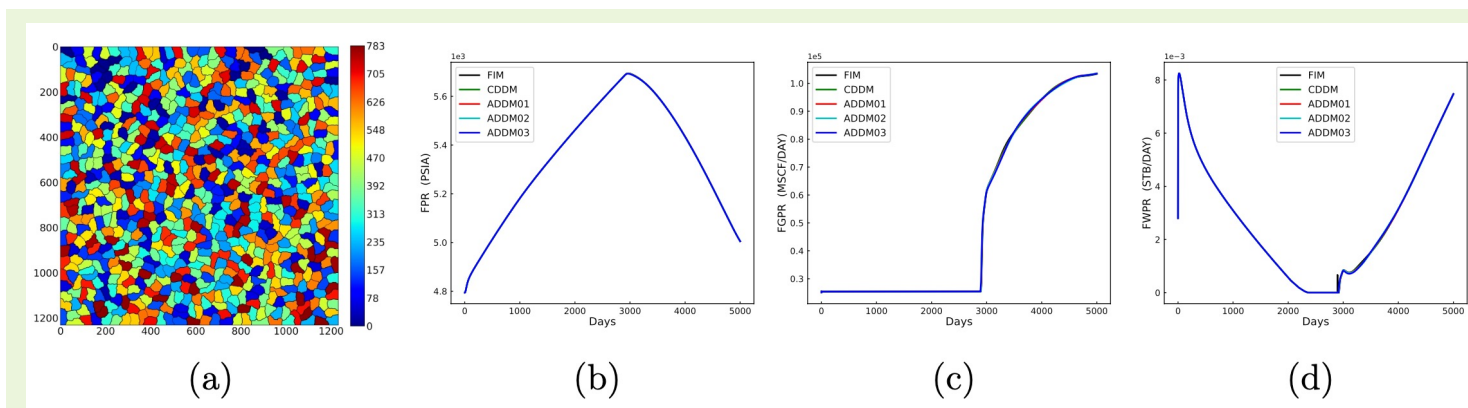 0
200
400
600
800
1000
1200
0 200 400 600 800 1000 1200
783
705
626
548
470
392
313
235
157
78
0
(a)
1e3
FIM
CDDM
ADDM01
ADDM02
ADDM03
FPR (PSIA)
5.6
5.4
5.2
5.0
4.8
0 1000 2000 3000 4000 5000
Days
(b)
1e5
FIM
CDDM
ADDM01
ADDM02
ADDM03
FGPR (MSCF/DAY)
1.0
0.9
0.8
0.7
0.6
0.5
0.4
0.3
0 1000 2000 3000 4000 5000
Days
(c)
1e−3
FIM
CDDM
ADDM01
ADDM02
ADDM03
FWPR (STB/DAY)
8
6
4
2
0
0 1000 2000 3000 4000 5000
Days
(d)